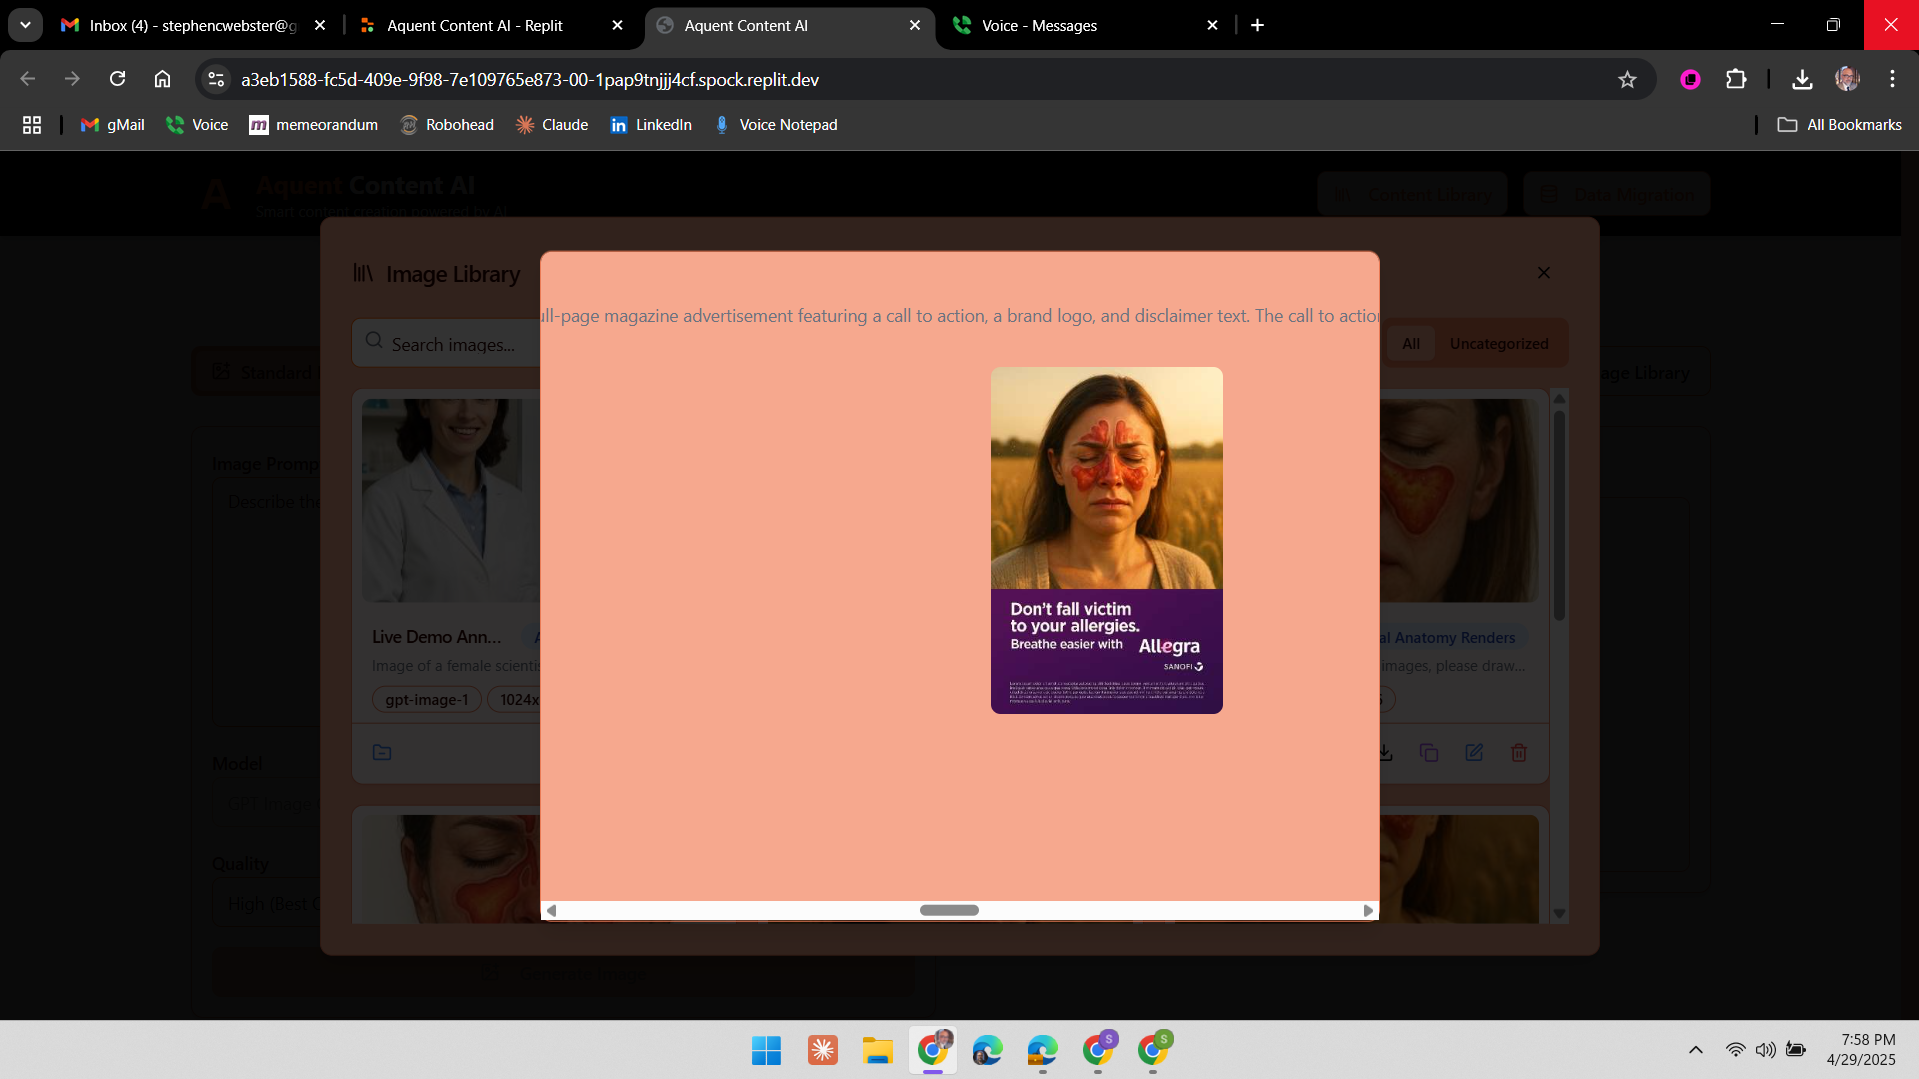 Inbox (4) - stephencwebster@g
Aquent Content AI - Replit
Aquent Content AI
Voice - Messages
a3eb1588-fc5d-409e-9f98-7e109765e873-00-1pap9tnjjj4cf.spock.replit.dev
gMail
Voice
memeorandum
Robohead
Claude
LinkedIn
Voice Notepad
All Bookmarks
Aquent Content AI
Smart content creation powered by AI
Content Library
Data Migration
Image Library
ull-page magazine advertisement featuring a call to action, a brand logo, and disclaimer text. The call to action
Search images...
All
Uncategorized
Standard
age Library
Image Promp
Describe the
Don't fall victim
to your allergies.
Breathe easier with
Allegra
SANOFI
Live Demo Ann...
A
al Anatomy Renders
Image of a female scientis
images, please draw...
gpt-image-1
1024x
Model
GPT Image
Quality
High (Best
Generate Image
7:58 PM
4/29/2025